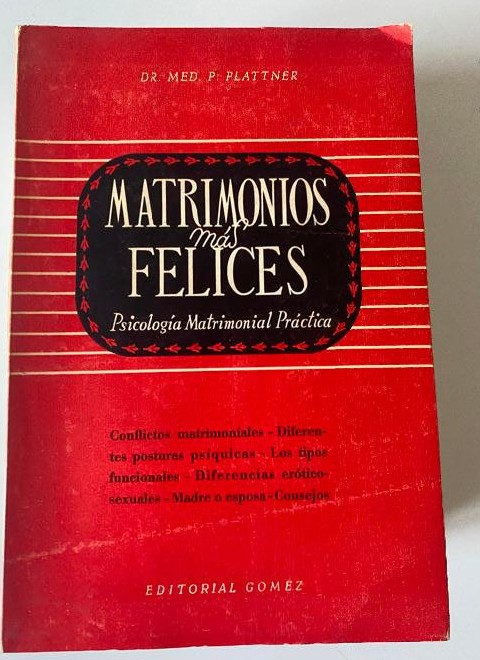 DR. MED. P. PLATTNER
MATRIMONIOS
más
FELICES
Psicología Matrimonial Práctica
Conflictos matrimoniales - Diferen-
tes posturas psíquicas - Los tipos
funcionales - Diferencias erótico-
sexuales - Madre o esposa - Consejos
EDITORIAL GOMEZ